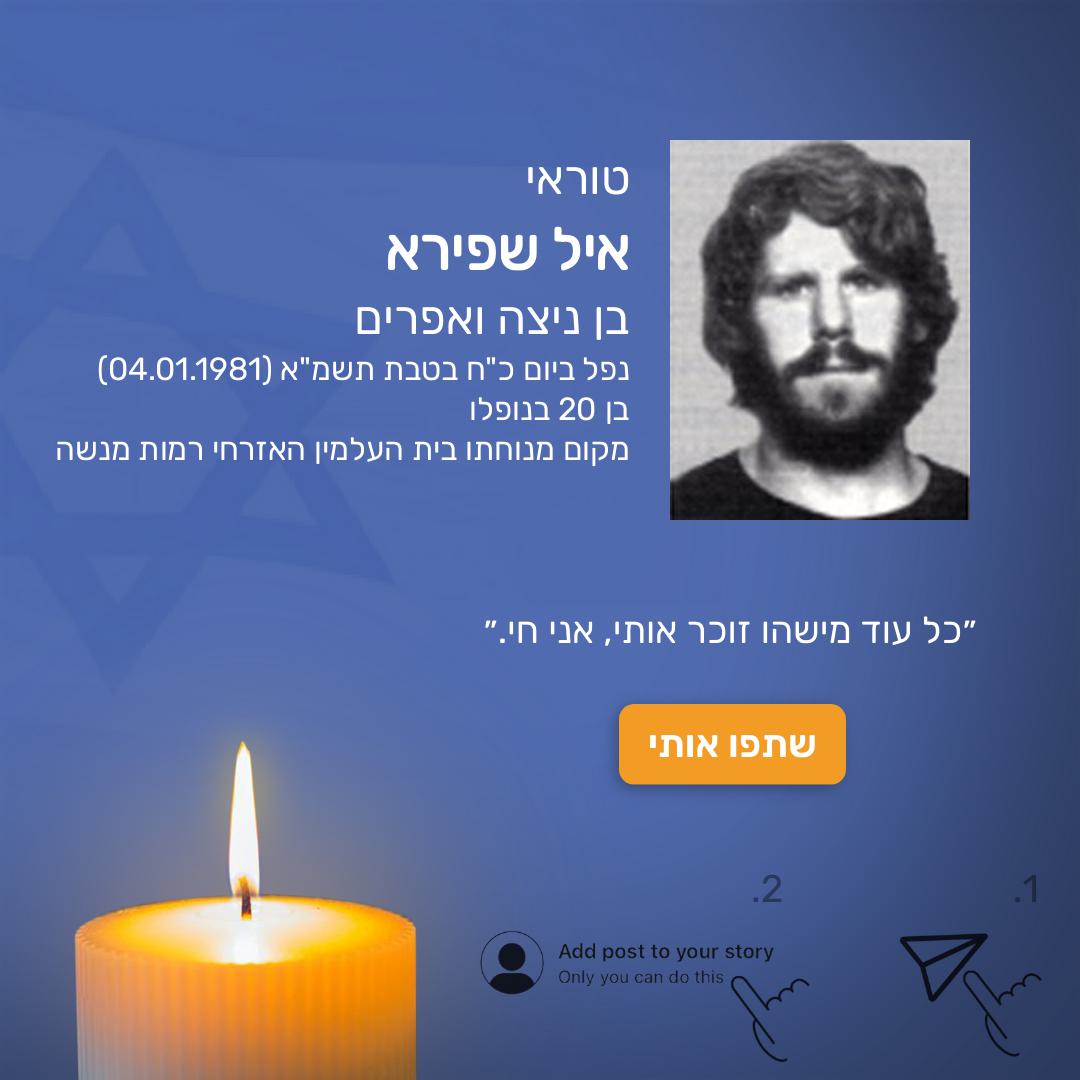 טוראי
איל שפירא
בן ניצה ואפרים
נפל ביום כ"ח בטבת תשמ"א (04.01.1981)
בן 20 בנופלו
מקום מנוחתו בית העלמין האזרחי רמות מנשה
״כל עוד מישהו זוכר אותי, אני חי.״
שתפו אותי
1.
2.
Add post to your story
Only you can do this